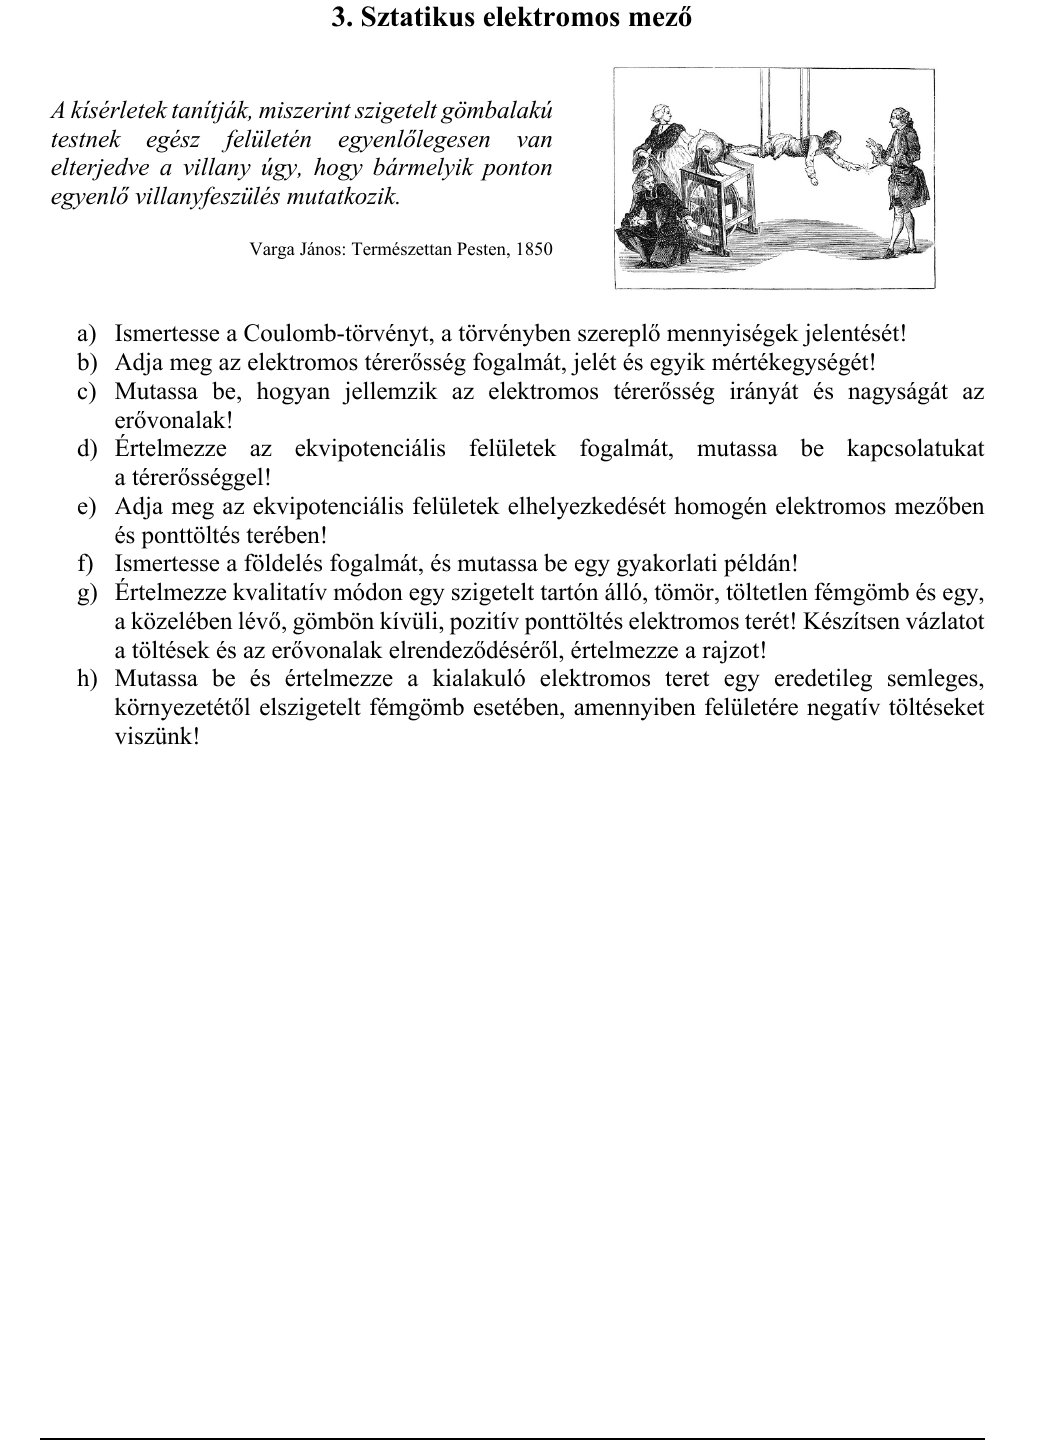 3. Sztatikus elektromos mező
A kísérletek tanítják, miszerint szigetelt gömbalakú
testnek egész felületén egyenlőlegesen van
elterjedve a villany úgy, hogy bármelyik ponton
egyenlő villanyfeszülés mutatkozik.
Varga János: Természettan Pesten, 1850
a) Ismertesse a Coulomb-törvényt, a törvényben szereplő mennyiségek jelentését!
b) Adja meg az elektromos térerősség fogalmát, jelét és egyik mértékegységét!
c) Mutassa be, hogyan jellemzik az elektromos térerősség irányát és nagyságát az
erővonalak!
d) Értelmezze az ekvipotenciális felületek fogalmát, mutassa be kapcsolatukat
a térerősséggel!
e) Adja meg az ekvipotenciális felületek elhelyezkedését homogén elektromos mezőben
és ponttöltés terében!
f) Ismertesse a földelés fogalmát, és mutassa be egy gyakorlati példán!
g) Értelmezze kvalitatív módon egy szigetelt tartón álló, tömör, töltetlen fémgömb és egy,
a közelében lévő, gömbön kívüli, pozitív ponttöltés elektromos terét! Készítsen vázlatot
a töltések és az erővonalak elrendeződéséről, értelmezze a rajzot!
h) Mutassa be és értelmezze a kialakuló elektromos teret egy eredetileg semleges,
környezetétől elszigetelt fémgömb esetében, amennyiben felületére negatív töltéseket
viszünk!